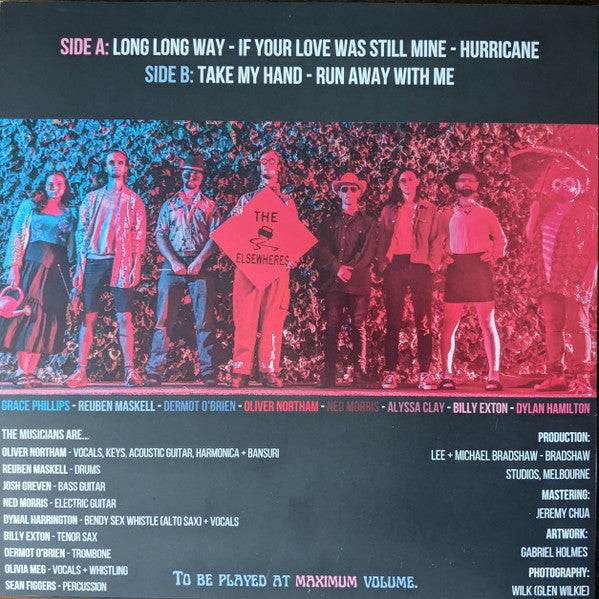 SIDE A: LONG LONG WAY - IF YOUR LOVE WAS STILL MINE - HURRICANE
SIDE B: TAKE MY HAND - RUN AWAY WITH ME
THE
ELSEWHERES
GRACE PHILLIPS - REUBEN MASKELL - DERMOT O'BRIEN - OLIVER NORTHAM - NED MORRIS - ALYSSA CLAY - BILLY EXTON - DYLAN HAMILTON
THE MUSICIANS ARE...
OLIVER NORTHAM - VOCALS, KEYS, ACOUSTIC GUITAR, HARMONICA + BANSURI
REUBEN MASKELL - DRUMS
JOSH GREVEN - BASS GUITAR
NED MORRIS - ELECTRIC GUITAR
DYMAL HARRINGTON - BENDY SEX WHISTLE (ALTO SAX) + VOCALS
BILLY EXTON - TENOR SAX
DERMOT O'BRIEN - TROMBONE
OLIVIA MEG - VOCALS + WHISTLING
SEAN FIGGERS - PERCUSSION
PRODUCTION:
LEE + MICHAEL BRADSHAW - BRADSHAW
STUDIOS, MELBOURNE
MASTERING:
JEREMY CHUA
ARTWORK:
GABRIEL HOLMES
PHOTOGRAPHY:
WILK (GLEN WILKIE)
TO BE PLAYED AT MAXIMUM VOLUME.